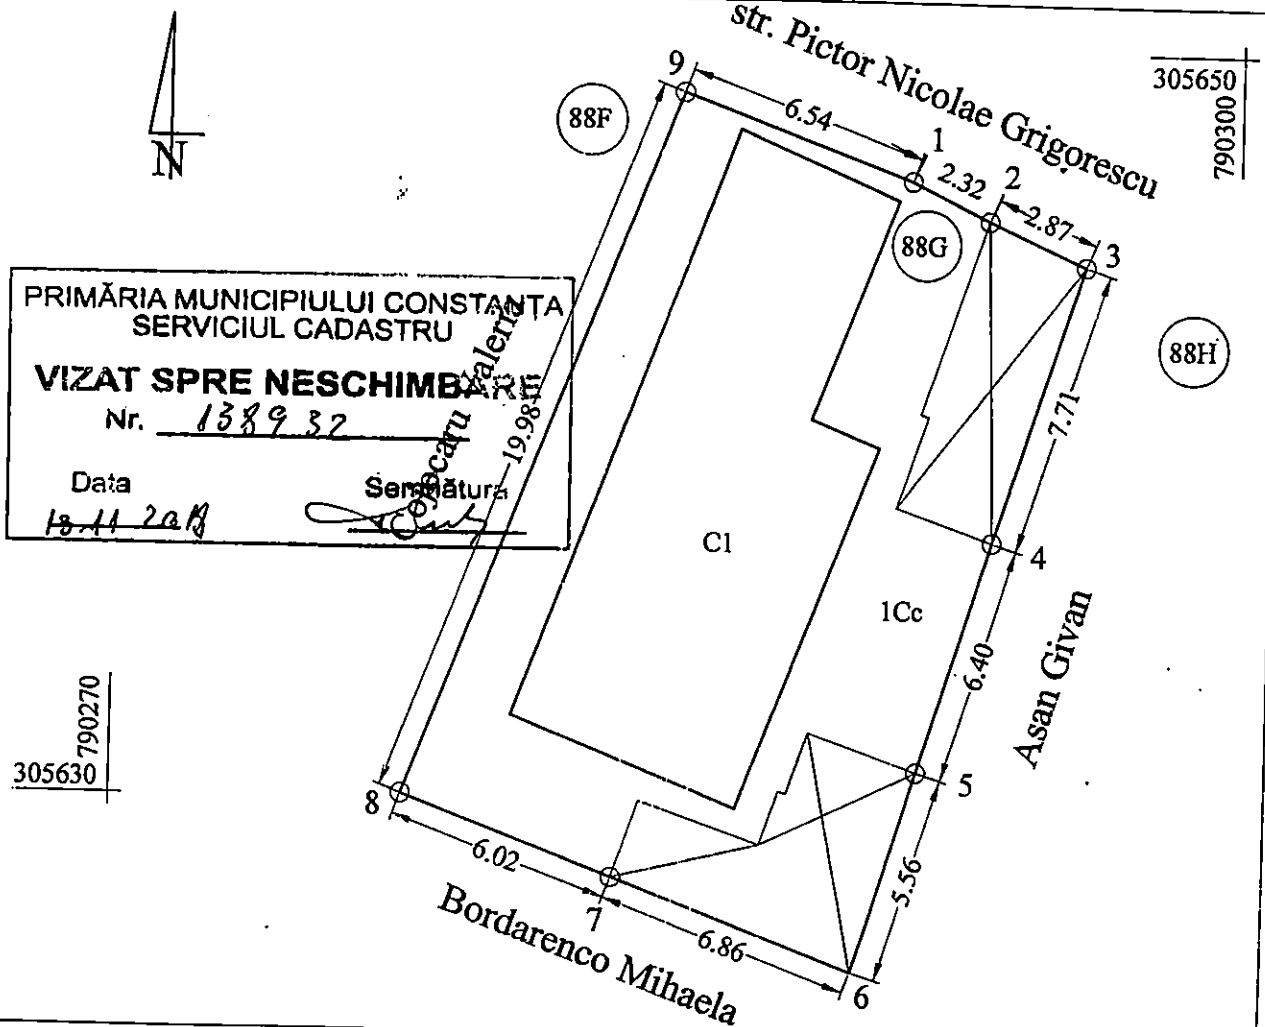 str. Pictor Nicolae Grigorescu
305650
790300
N
88F
9
6.54
1
2.32
2
2.87
3
88G
88H
PRIMĂRIA MUNICIPIULUI CONSTANȚA
SERVICIUL CADASTRU
VIZAT SPRE NESCHIMBARE
Nr. 138932
Data
Semnătura
Cojocaru Valeria
19.98
7.71
C1
4
1Cc
6.40
Asan Givan
790270
305630
5
8
6.02
7
5.56
6.86
6
Bordarenco Mihaela